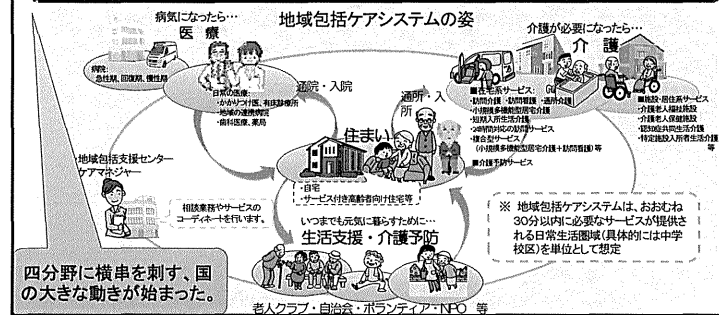 地域包括ケアシステムの姿
病気になったら…
医 療
病院:
急性期、回復期、慢性期
日常の医療:
・かかりつけ医、有床診療所
・地域の連携病院
・歯科医療、薬局
通院・入院
介護が必要になったら…
介 護
通所・入所
■在宅系サービス:
・訪問介護・訪問看護・通所介護
・小規模多機能型居宅介護
・短期入所生活介護
・24時間対応の訪問サービス
・複合型サービス
(小規模多機能型居宅介護+訪問看護)等
■介護予防サービス
■施設・居住系サービス
・介護老人福祉施設
・介護老人保健施設
・認知症共同生活介護
・特定施設入所者生活介護
等
住まい
・自宅
・サービス付き高齢者向け住宅等
地域包括支援センター
ケアマネジャー
相談業務やサービスの
コーディネートを行います。
いつまでも元気に暮らすために…
生活支援・介護予防
老人クラブ・自治会・ボランティア・NPO 等
※ 地域包括ケアシステムは、おおむね
30分以内に必要なサービスが提供さ
れる日常生活圏域(具体的には中学
校区)を単位として想定
四分野に横串を刺す、国
の大きな動きが始まった。